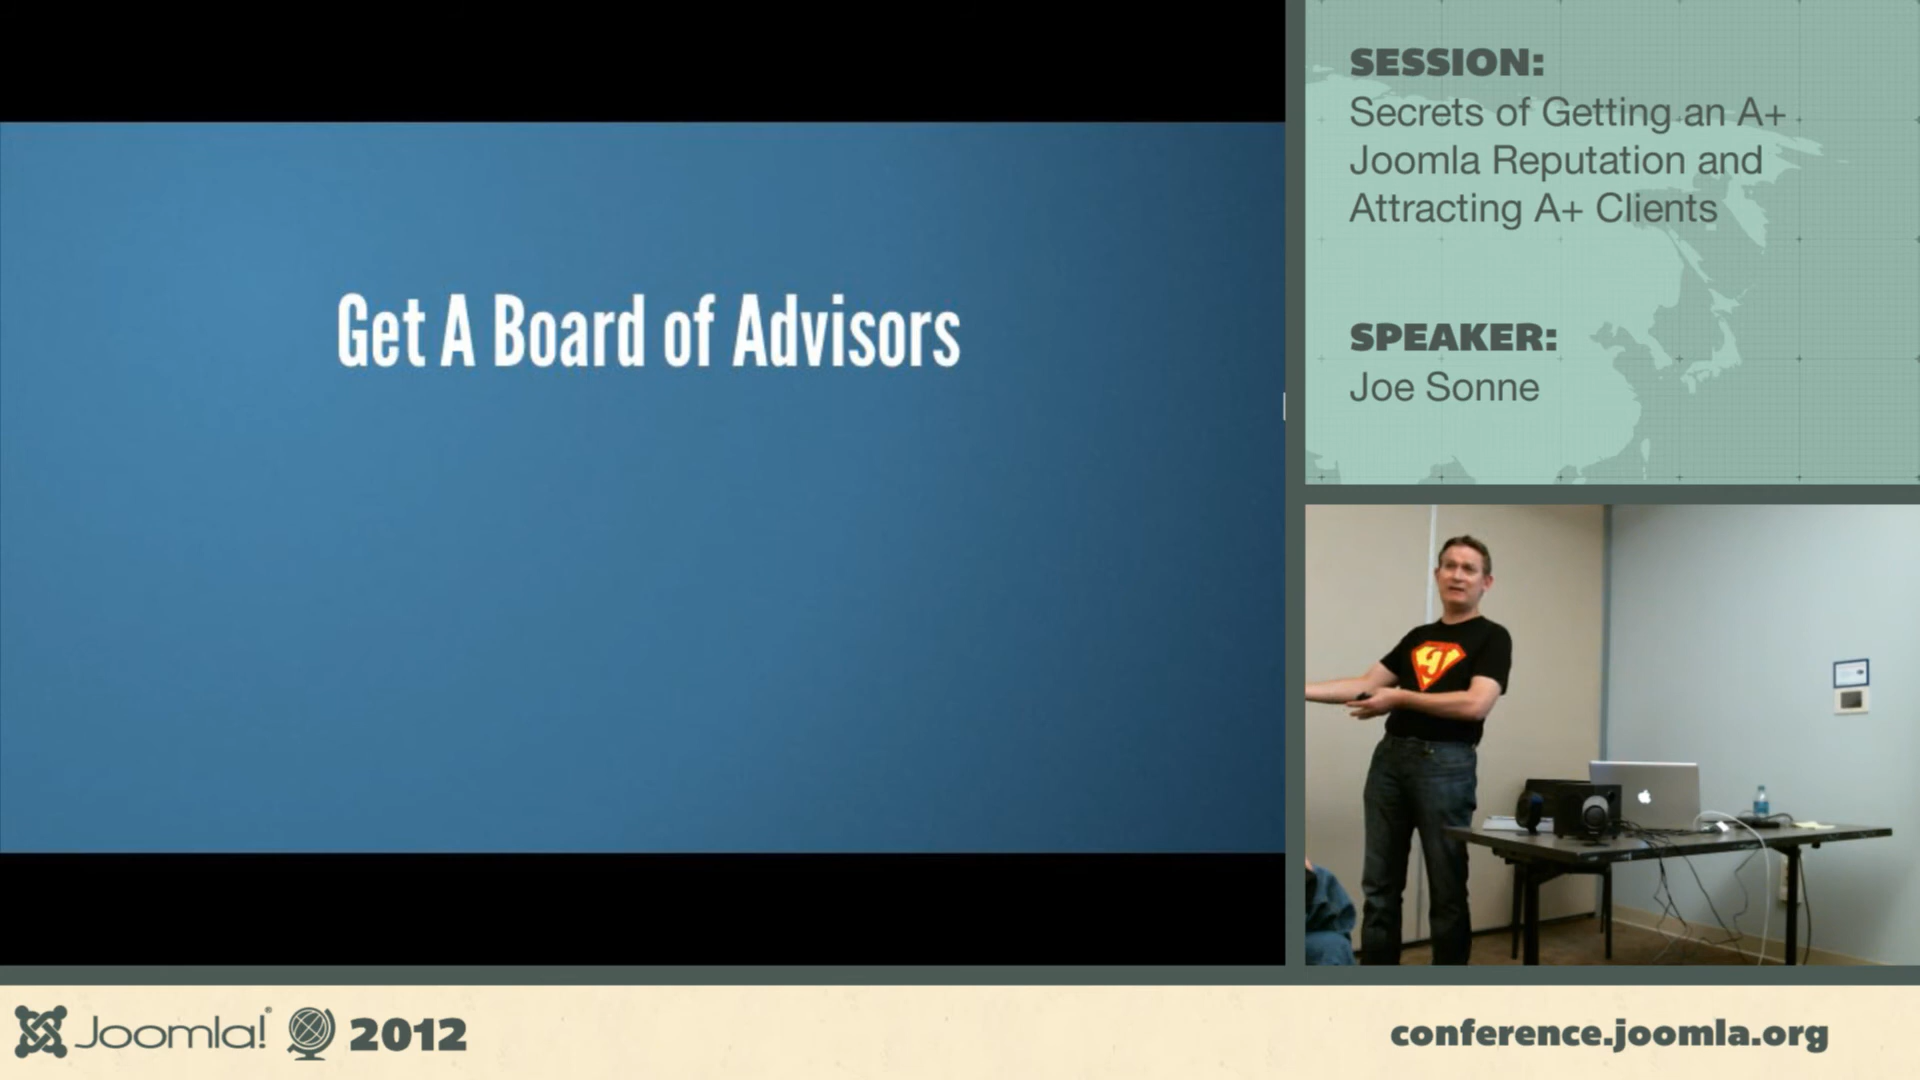 Get A Board of Advisors
SESSION:
Secrets of Getting an A+
Joomla Reputation and
Attracting A+ Clients
SPEAKER:
Joe Sonne
Joomla!® 2012
conference.joomla.org